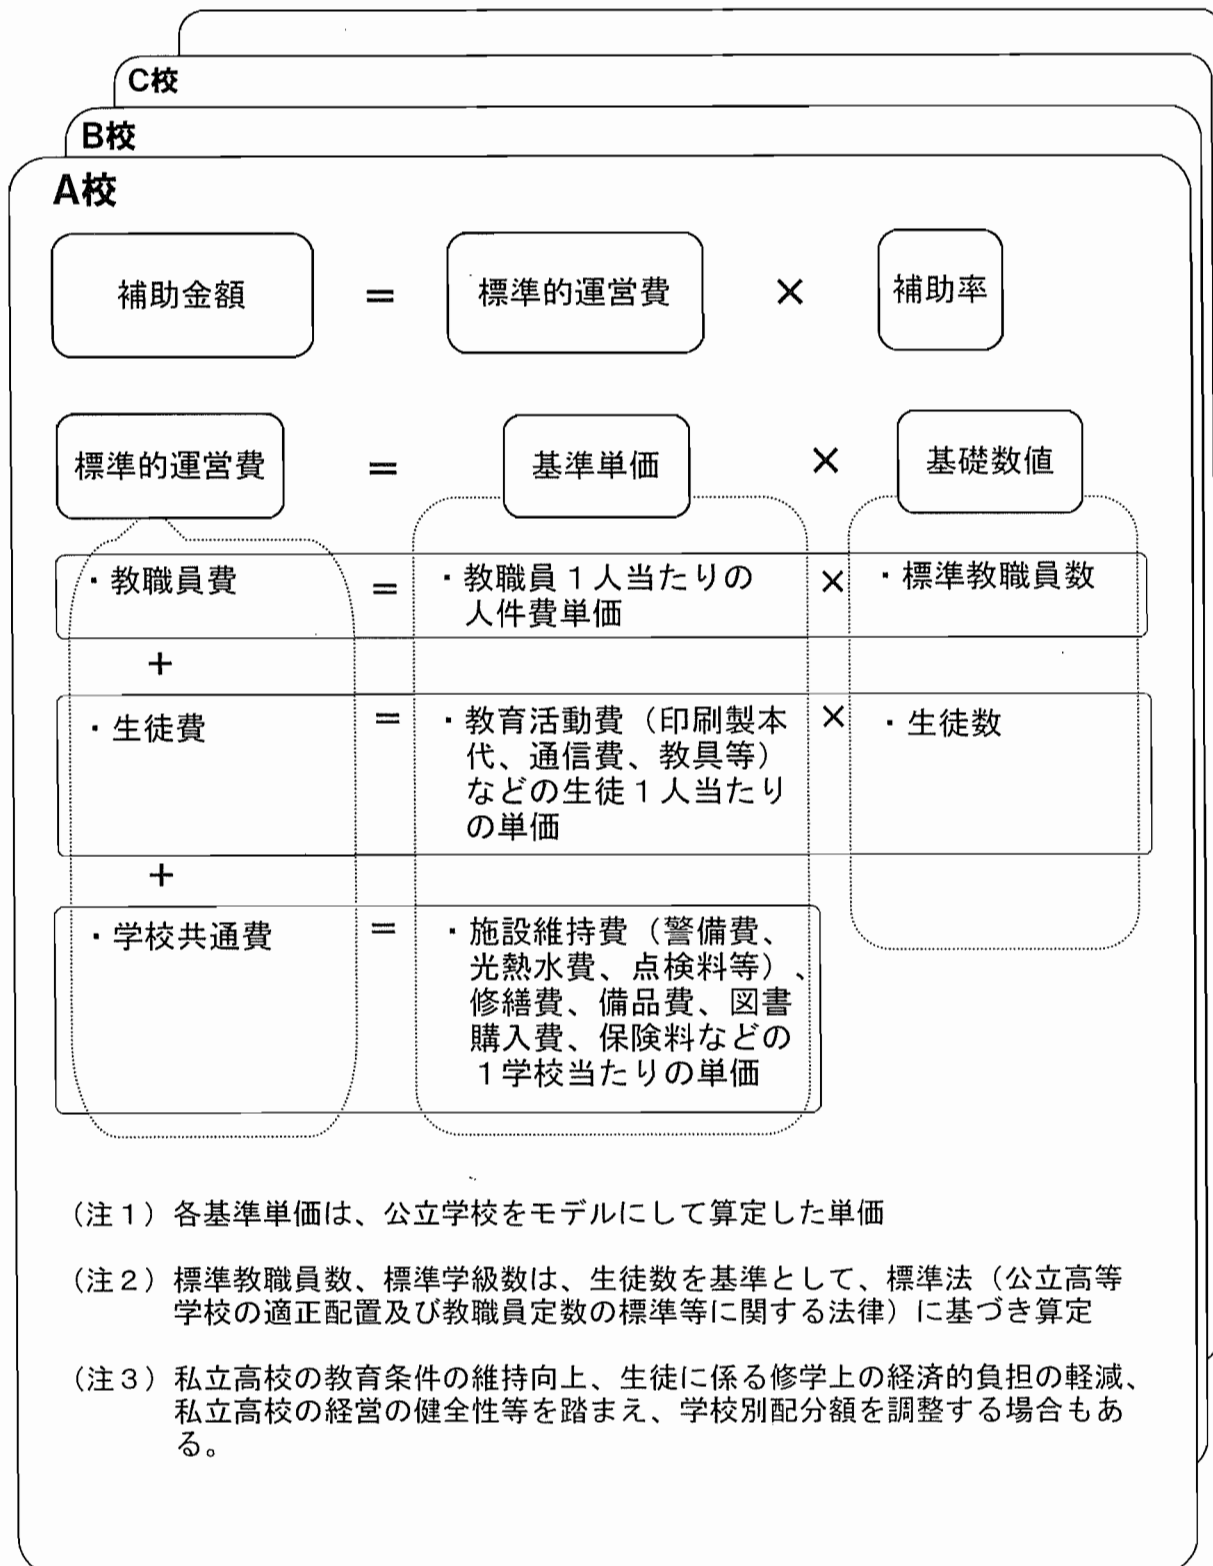 C校
B校
A校
補助金額 = 標準的運営費 × 補助率
標準的運営費 = 基準単価 × 基礎数値
・教職員費 = ・教職員1人当たりの × ・標準教職員数
人件費単価
+
・生徒費 = ・教育活動費(印刷製本 × ・生徒数
代、通信費、教具等)
などの生徒1人当たり
の単価
+
・学校共通費 = ・施設維持費(警備費、
光熱水費、点検料等)、
修繕費、備品費、図書
購入費、保険料などの
1学校当たりの単価
(注1)各基準単価は、公立学校をモデルにして算定した単価
(注2)標準教職員数、標準学級数は、生徒数を基準として、標準法(公立高等
学校の適正配置及び教職員定数の標準等に関する法律)に基づき算定
(注3)私立高校の教育条件の維持向上、生徒に係る修学上の経済的負担の軽減、
私立高校の経営の健全性等を踏まえ、学校別配分額を調整する場合もあ
る。